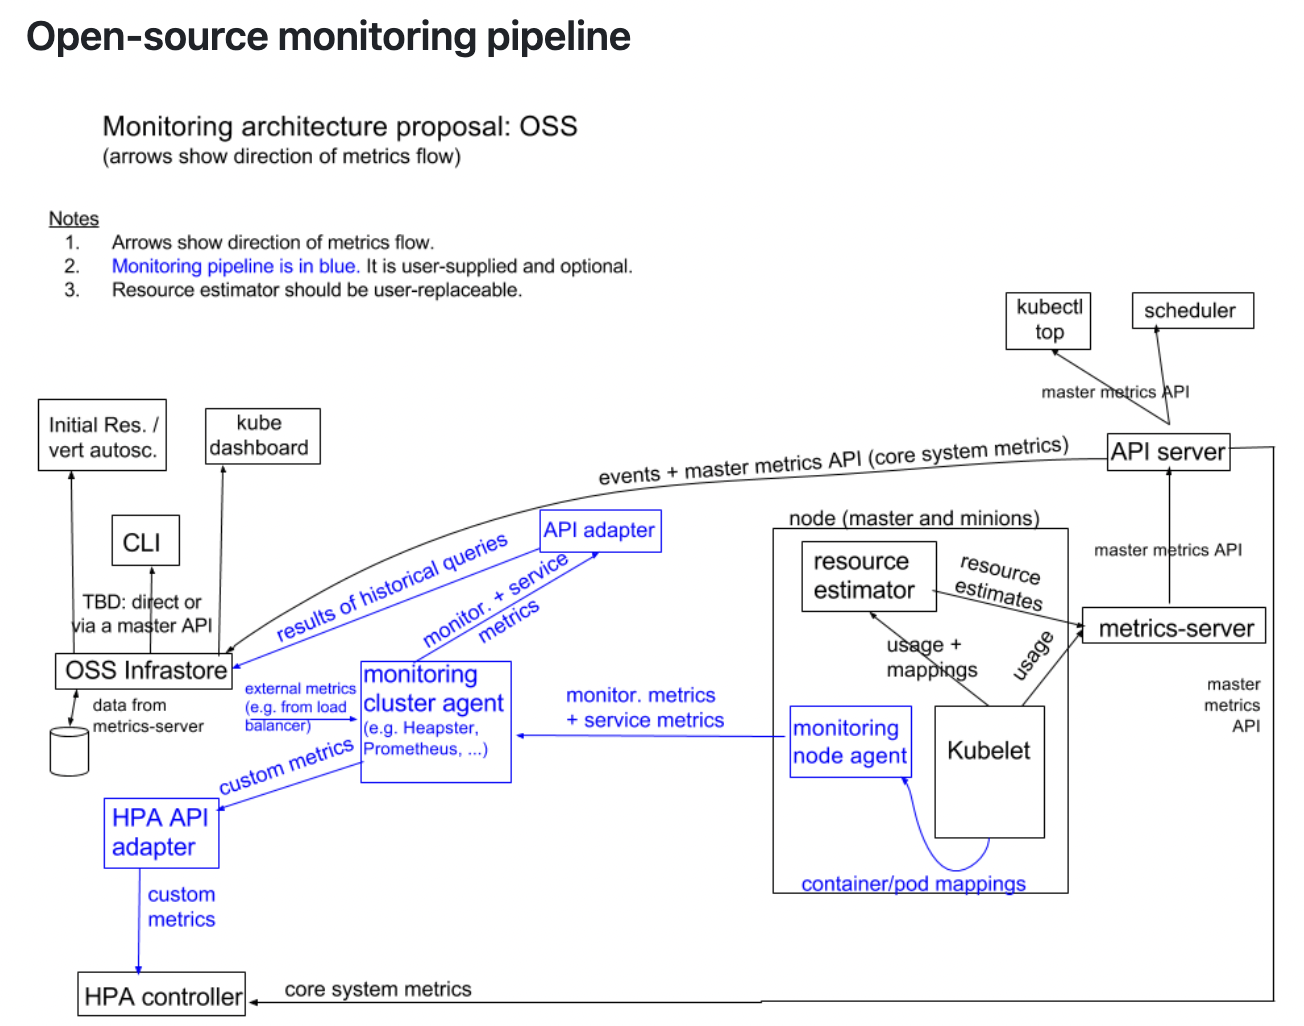 Open-source monitoring pipeline
Monitoring architecture proposal: OSS
(arrows show direction of metrics flow)
Notes
1. Arrows show direction of metrics flow.
2. Monitoring pipeline is in blue. It is user-supplied and optional.
3. Resource estimator should be user-replaceable.
kubectl
top
scheduler
master metrics API
Initial Res. /
vert autosc.
kube
dashboard
API server
events + master metrics API (core system metrics)
CLI
API adapter
node (master and minions)
resource
estimator
resource
estimates
master metrics API
results of historical queries
monitor. + service
metrics
TBD: direct or
via a master API
metrics-server
usage +
mappings
usage
OSS Infrastore
data from
metrics-server
external metrics
(e.g. from load
balancer)
monitoring
cluster agent
(e.g. Heapster,
Prometheus, ...)
monitor. metrics
+ service metrics
monitoring
node agent
Kubelet
master
metrics
API
custom metrics
HPA API
adapter
container/pod mappings
custom
metrics
HPA controller
core system metrics